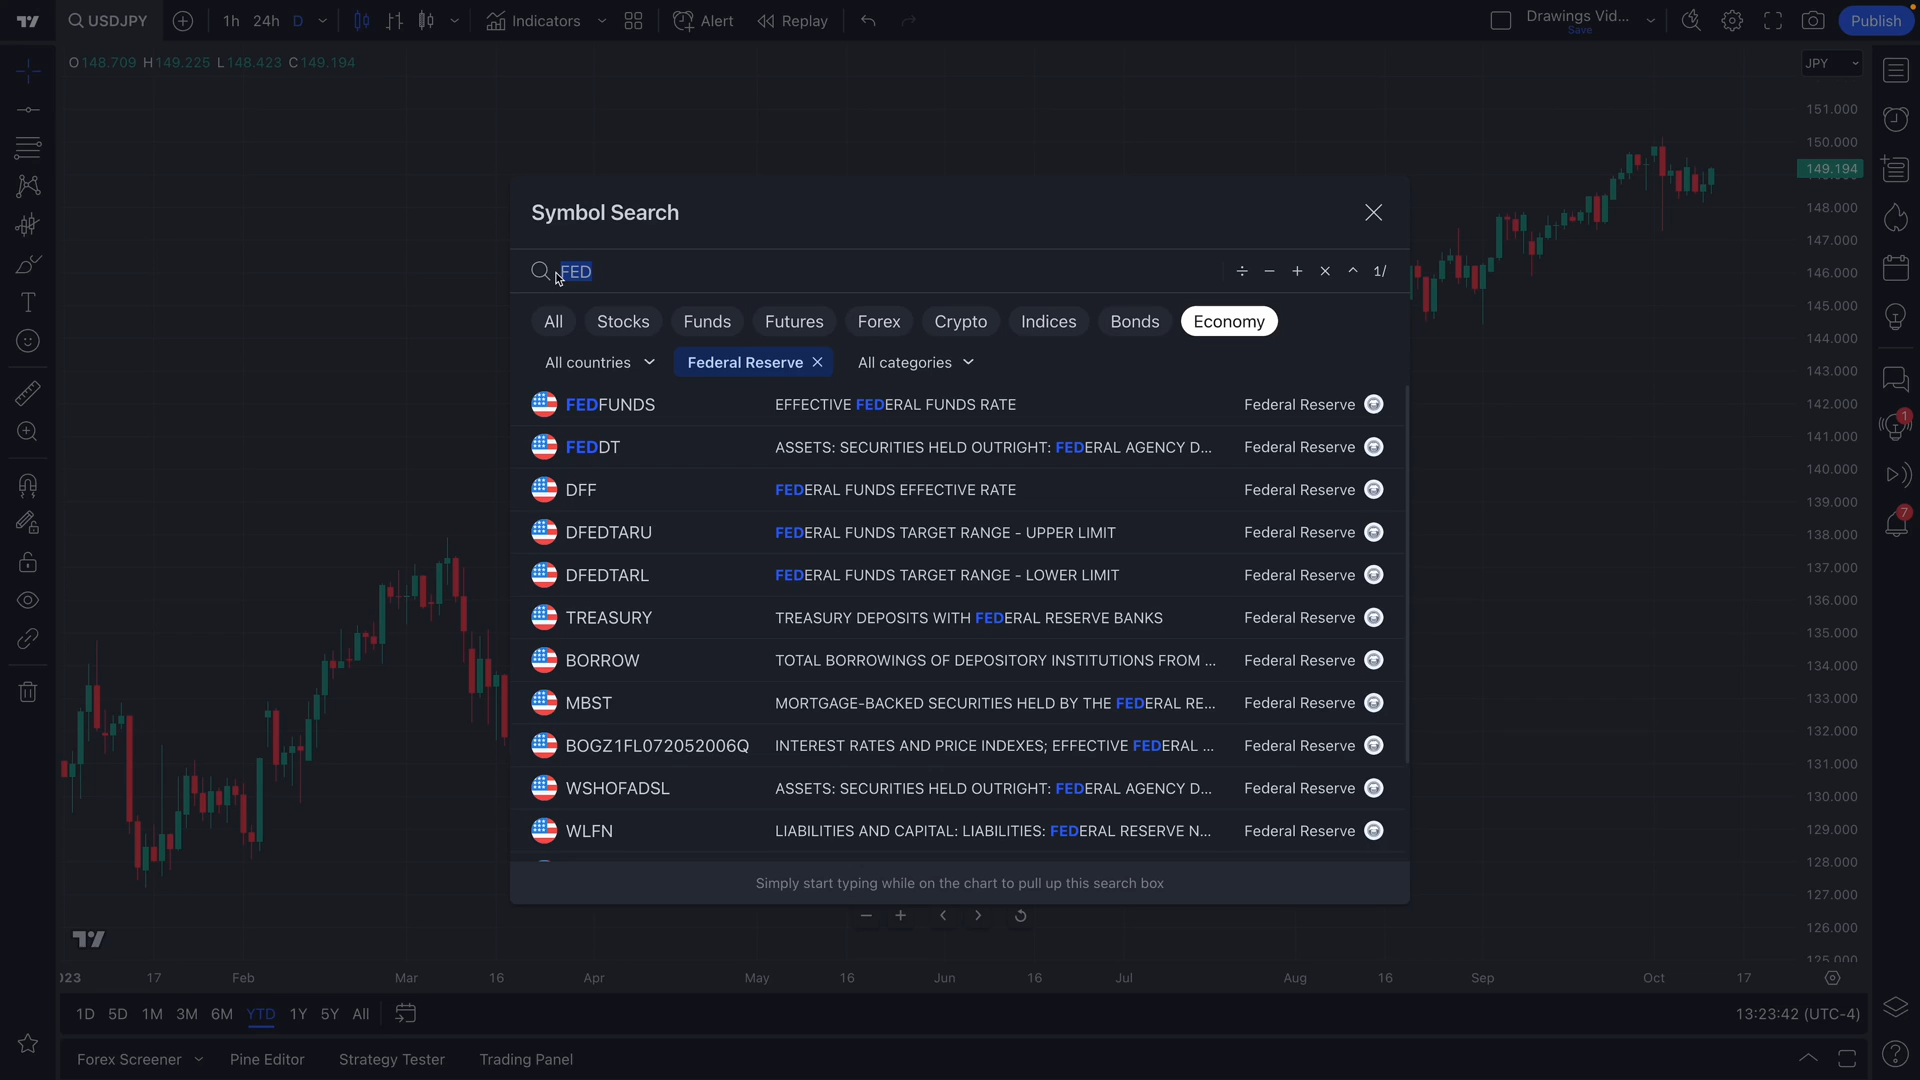 USDJPY 1h 24h D Indicators Alert Replay Drawings Vid... Publish
Save
O148.709 H149.225 L148.423 C149.194
JPY
151.000
150.000
149.194
148.000
147.000
146.000
145.000
144.000
143.000
142.000
141.000
140.000
139.000
138.000
137.000
136.000
135.000
134.000
133.000
132.000
131.000
130.000
129.000
128.000
127.000
126.000
125.000
1
7
Symbol Search
FED
÷ − + × ^ 1/
All Stocks Funds Futures Forex Crypto Indices Bonds Economy
All countries Federal Reserve All categories
FEDFUNDS EFFECTIVE FEDERAL FUNDS RATE Federal Reserve
FEDDT ASSETS: SECURITIES HELD OUTRIGHT: FEDERAL AGENCY D... Federal Reserve
DFF FEDERAL FUNDS EFFECTIVE RATE Federal Reserve
DFEDTARU FEDERAL FUNDS TARGET RANGE - UPPER LIMIT Federal Reserve
DFEDTARL FEDERAL FUNDS TARGET RANGE - LOWER LIMIT Federal Reserve
TREASURY TREASURY DEPOSITS WITH FEDERAL RESERVE BANKS Federal Reserve
BORROW TOTAL BORROWINGS OF DEPOSITORY INSTITUTIONS FROM ... Federal Reserve
MBST MORTGAGE-BACKED SECURITIES HELD BY THE FEDERAL RE... Federal Reserve
BOGZ1FL072052006Q INTEREST RATES AND PRICE INDEXES; EFFECTIVE FEDERAL ... Federal Reserve
WSHOFADSL ASSETS: SECURITIES HELD OUTRIGHT: FEDERAL AGENCY D... Federal Reserve
WLFN LIABILITIES AND CAPITAL: LIABILITIES: FEDERAL RESERVE N... Federal Reserve
Simply start typing while on the chart to pull up this search box
023 17 Feb Mar 16 Apr May 16 Jun 16 Jul Aug 16 Sep Oct 17
1D 5D 1M 3M 6M YTD 1Y 5Y All 13:23:42 (UTC-4)
Forex Screener Pine Editor Strategy Tester Trading Panel